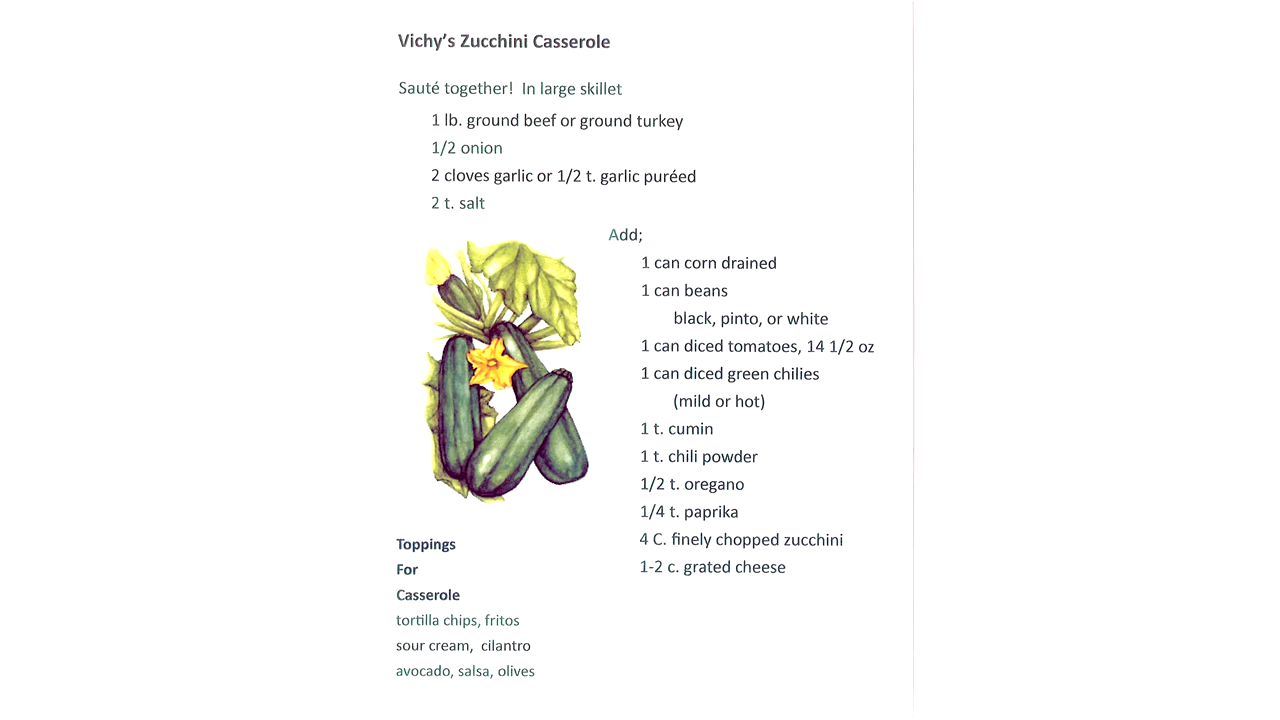 Vichy's Zucchini Casserole
Sauté together!  In large skillet
1 lb. ground beef or ground turkey
1/2 onion
2 cloves garlic or 1/2 t. garlic puréed
2 t. salt
Add;
1 can corn drained
1 can beans
black, pinto, or white
1 can diced tomatoes, 14 1/2 oz
1 can diced green chilies
(mild or hot)
1 t. cumin
1 t. chili powder
1/2 t. oregano
1/4 t. paprika
4 C. finely chopped zucchini
1-2 c. grated cheese
Toppings
For
Casserole
tortilla chips, fritos
sour cream,  cilantro
avocado, salsa, olives